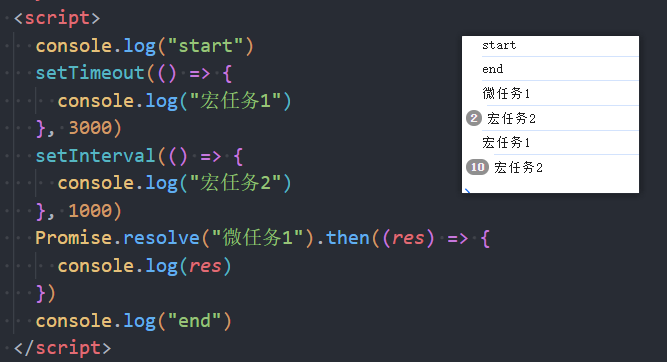 <script>
console.log("start")
setTimeout(() => {
console.log("宏任务1")
}, 3000)
setInterval(() => {
console.log("宏任务2")
}, 1000)
Promise.resolve("微任务1").then((res) => {
console.log(res)
})
console.log("end")
</script>
start
end
微任务1
2 宏任务2
宏任务1
10 宏任务2